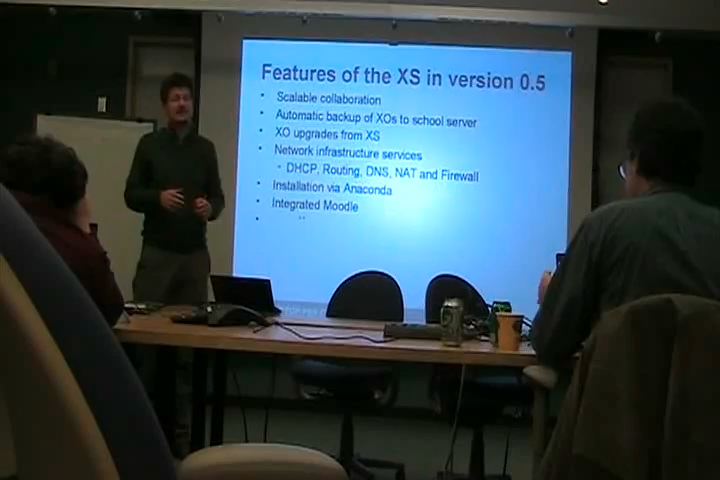 Features of the XS in version 0.5
• Scalable collaboration
• Automatic backup of XOs to school server
• XO upgrades from XS
• Network infrastructure services
- DHCP, Routing, DNS, NAT and Firewall
• Installation via Anaconda
• Integrated Moodle